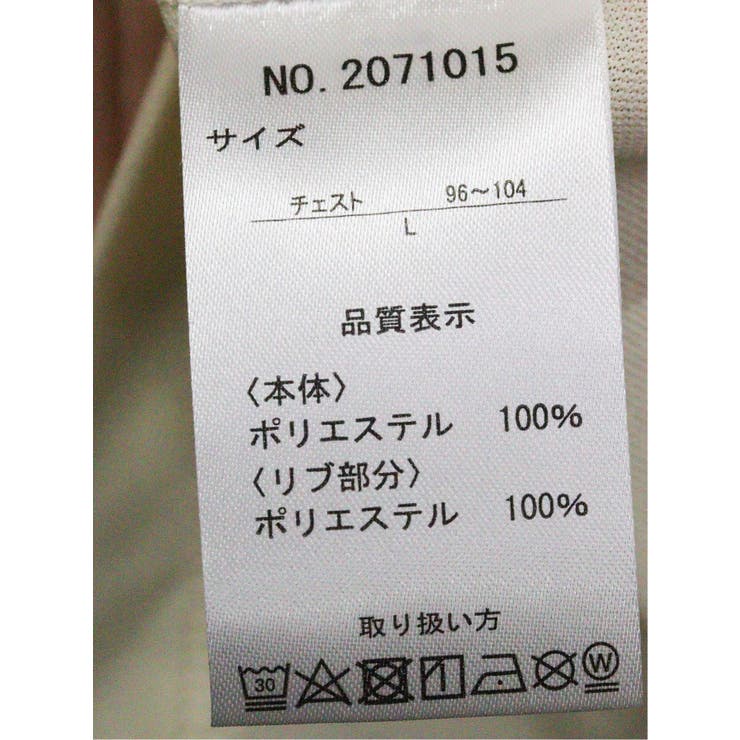 NO. 2071015
サイズ
チェスト 96～104
L
品質表示
〈本体〉
ポリエステル 100%
〈リブ部分〉
ポリエステル 100%
取り扱い方
30 W